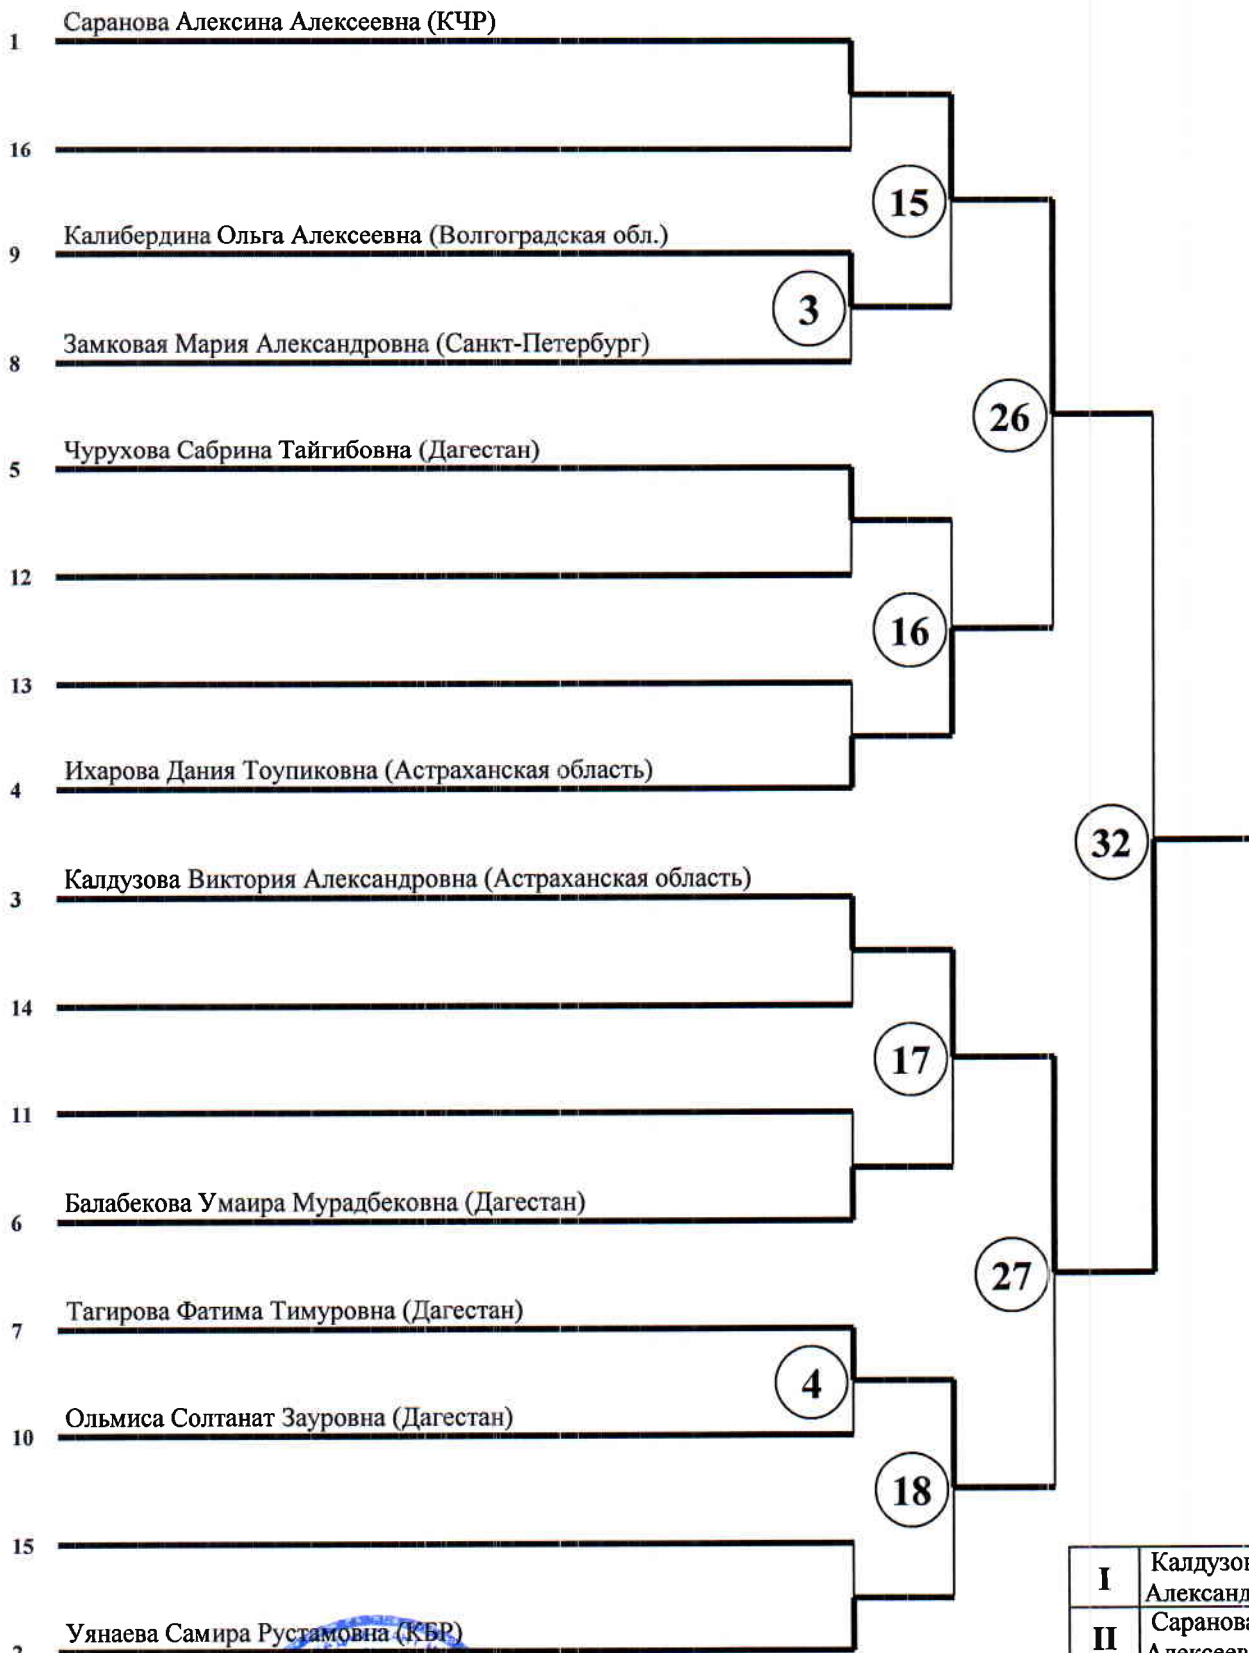 Саранова Алексина Алексеевна (КЧР)
1
16
15
Калибердина Ольга Алексеевна (Волгоградская обл.)
9
3
Замковая Мария Александровна (Санкт-Петербург)
8
26
Чурухова Сабрина Тайгибовна (Дагестан)
5
12
16
13
Ихарова Дания Тоупиковна (Астраханская область)
4
32
Калдузова Виктория Александровна (Астраханская область)
3
14
17
11
Балабекова Умаира Мурадбековна (Дагестан)
6
27
Тагирова Фатима Тимуровна (Дагестан)
7
4
Ольмиса Солтанат Зауровна (Дагестан)
10
18
15
I
Уянаева Самира Рустамовна (КБР)
Саранова
II